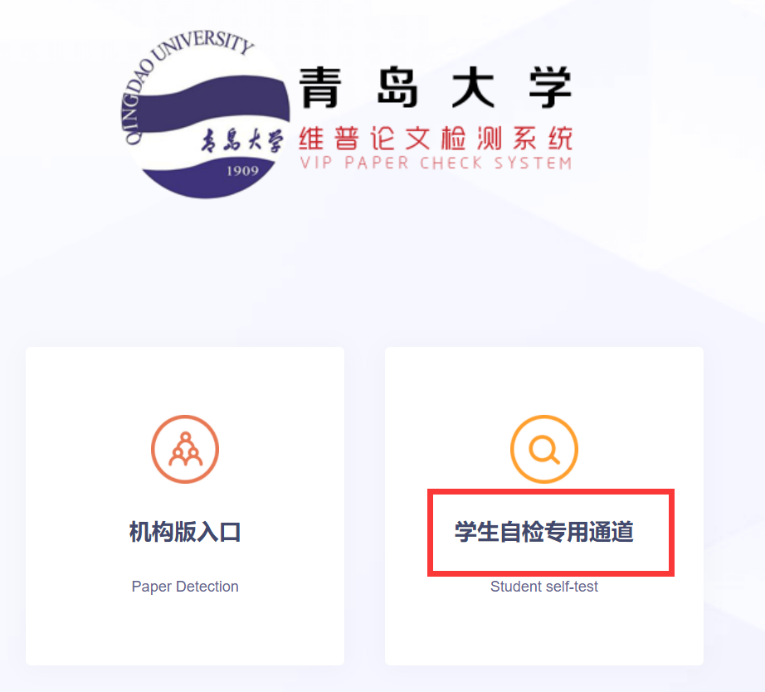 QINGDAO UNIVERSITY
青岛大学
1909
青岛大学
维普论文检测系统
VIP PAPER CHECK SYSTEM
机构版入口
Paper Detection
学生自检专用通道
Student self-test